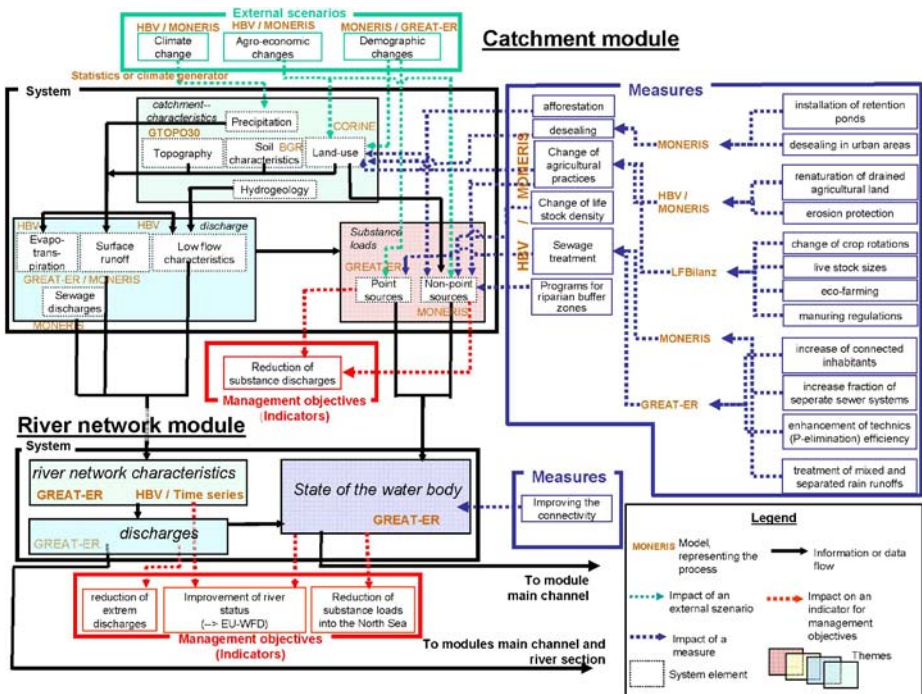 External scenarios
HBV / MONERIS
HBV / MONERIS
MONERIS / GREAT-ER
Climate
change
Agro-economic
changes
Demographic
changes
Catchment module
Statistics or climate generator
System
catchment--
characteristics
Precipitation
GTOPO30
CORINE
Topography
Soil
characteristics
BGR
Land-use
Hydrogeology
HBV
HBV
discharge
Evapo-
trans-
piration
Surface
runoff
Low flow
characteristics
GREAT-ER / MONERIS
Sewage
discharges
MONERIS
Substance
loads
GREAT-ER
Point
sources
Non-point
sources
MONERIS
Reduction of
substance discharges
Management objectives
(Indicators)
Measures
afforestation
desealing
Change of
agricultural
practices
Change of life
stock density
Sewage
treatment
Programs for
riparian buffer
zones
HBV / MONERIS
MONERIS
HBV /
MONERIS
LFBilanz
MONERIS
GREAT-ER
installation of retention
ponds
desealing in urban areas
renaturation of drained
agricultural land
erosion protection
change of crop rotations
live stock sizes
eco-farming
manuring regulations
increase of connected
inhabitants
increase fraction of
seperate sewer systems
enhancement of technics
(P-elimination) efficiency
treatment of mixed and
separated rain runoffs
River network module
System
river network characteristics
GREAT-ER
HBV / Time series
discharges
GREAT-ER
State of the water body
GREAT-ER
Measures
Improving the
connectivity
reduction of
extrem
discharges
Improvement of river
status
(--> EU-WFD)
Reduction of
substance loads
into the North Sea
Management objectives
(Indicators)
To module
main channel
To modules main channel and
river section
Legend
MONERIS
Model,
representing the
process
Information or data
flow
Impact of an
external szenario
Impact on an
indicator for
management
objectives
Impact of a
measure
System element
Themes